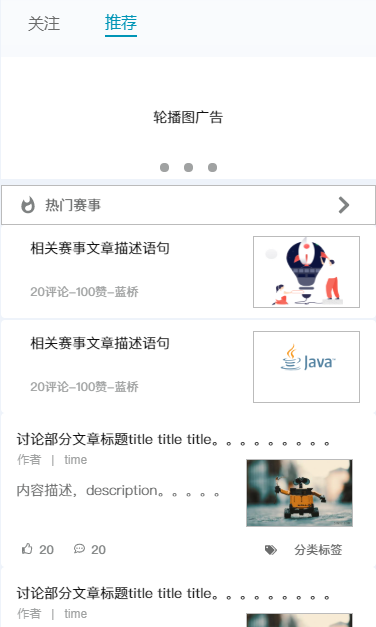 关注 推荐
轮播图广告
热门赛事
相关赛事文章描述语句
20评论-100赞-蓝桥
相关赛事文章描述语句
20评论-100赞-蓝桥
Java
讨论部分文章标题title title title。。。。。。。。。
作者 | time
内容描述，description。。。。。
20 20 分类标签
讨论部分文章标题title title title。。。。。。。。。
作者 | time